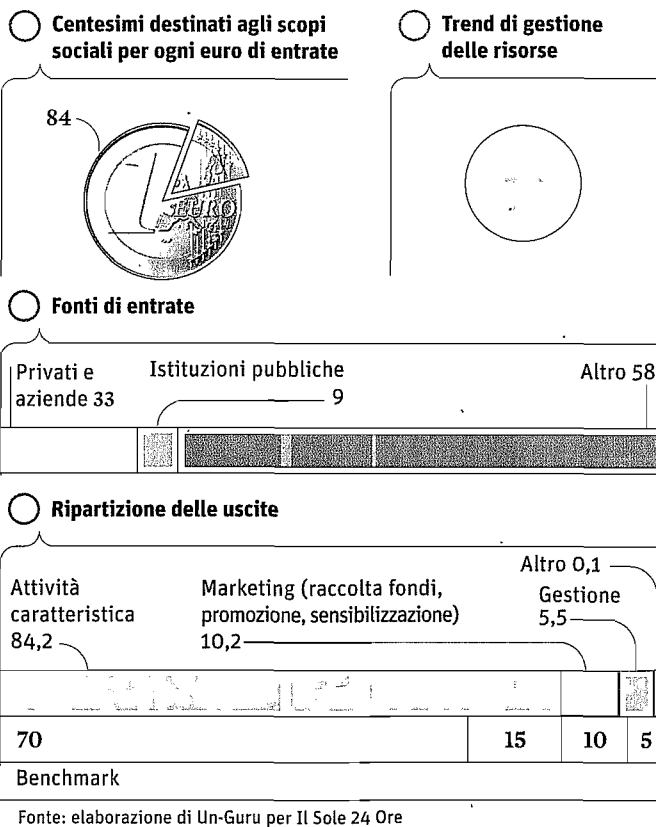 Centesimi destinati agli scopi
sociali per ogni euro di entrate
84
1
EURO
Trend di gestione
delle risorse
Fonti di entrate
Privati e
aziende 33
Istituzioni pubbliche
9
Altro 58
Ripartizione delle uscite
Attività
caratteristica
84,2
Marketing (raccolta fondi,
promozione, sensibilizzazione)
10,2
Altro 0,1
Gestione
5,5
70 15 10 5
Benchmark
Fonte: elaborazione di Un-Guru per Il Sole 24 Ore